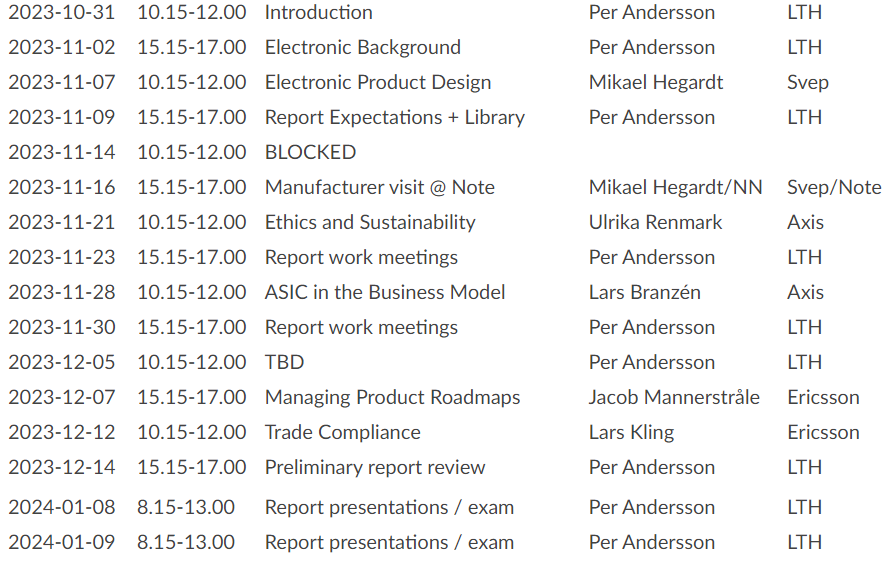 2023-10-31 10.15-12.00 Introduction Per Andersson LTH
2023-11-02 15.15-17.00 Electronic Background Per Andersson LTH
2023-11-07 10.15-12.00 Electronic Product Design Mikael Hegardt Svep
2023-11-09 15.15-17.00 Report Expectations + Library Per Andersson LTH
2023-11-14 10.15-12.00 BLOCKED
2023-11-16 15.15-17.00 Manufacturer visit @ Note Mikael Hegardt/NN Svep/Note
2023-11-21 10.15-12.00 Ethics and Sustainability Ulrika Renmark Axis
2023-11-23 15.15-17.00 Report work meetings Per Andersson LTH
2023-11-28 10.15-12.00 ASIC in the Business Model Lars Branzén Axis
2023-11-30 15.15-17.00 Report work meetings Per Andersson LTH
2023-12-05 10.15-12.00 TBD Per Andersson LTH
2023-12-07 15.15-17.00 Managing Product Roadmaps Jacob Mannerstråle Ericsson
2023-12-12 10.15-12.00 Trade Compliance Lars Kling Ericsson
2023-12-14 15.15-17.00 Preliminary report review Per Andersson LTH
2024-01-08 8.15-13.00 Report presentations / exam Per Andersson LTH
2024-01-09 8.15-13.00 Report presentations / exam Per Andersson LTH